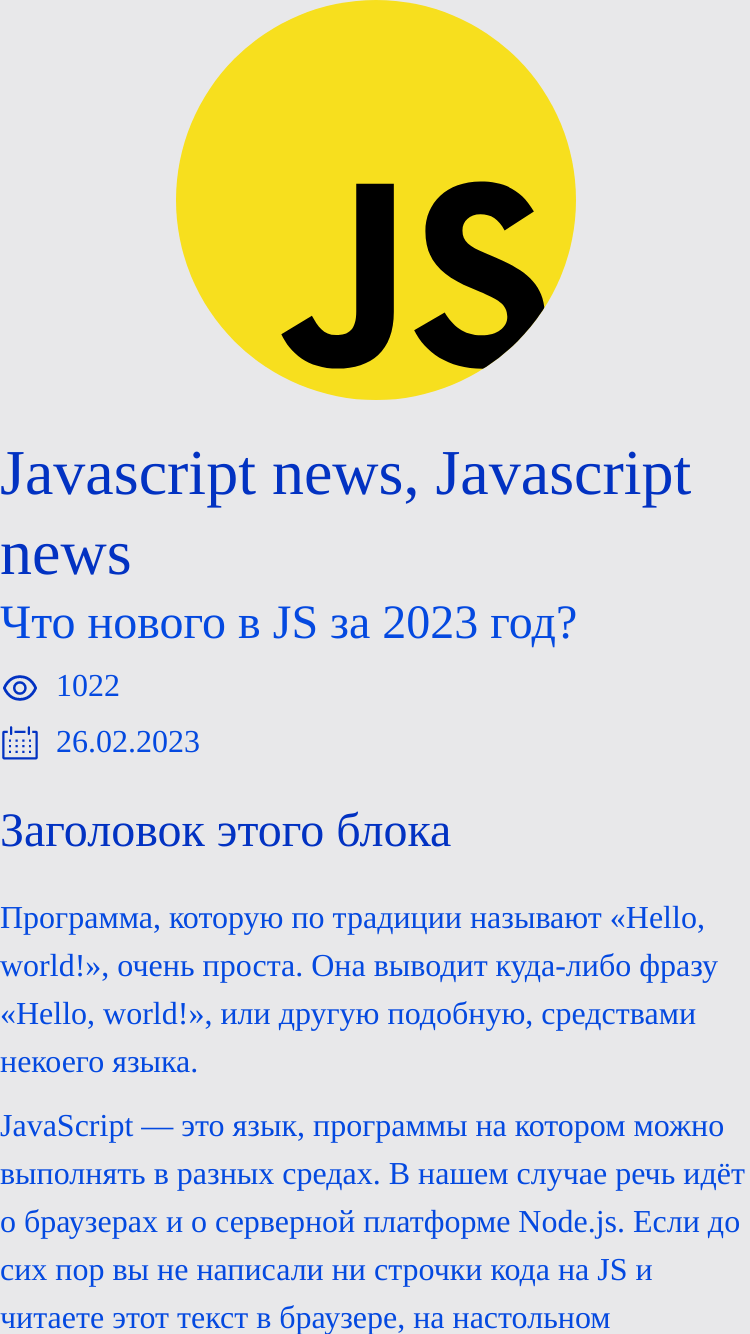 JS
Javascript news, Javascript
news
Что нового в JS за 2023 год?
1022
26.02.2023
Заголовок этого блока
Программа, которую по традиции называют «Hello,
world!», очень проста. Она выводит куда-либо фразу
«Hello, world!», или другую подобную, средствами
некоего языка.
JavaScript — это язык, программы на котором можно
выполнять в разных средах. В нашем случае речь идёт
о браузерах и о серверной платформе Node.js. Если до
сих пор вы не написали ни строчки кода на JS и
читаете этот текст в браузере, на настольном